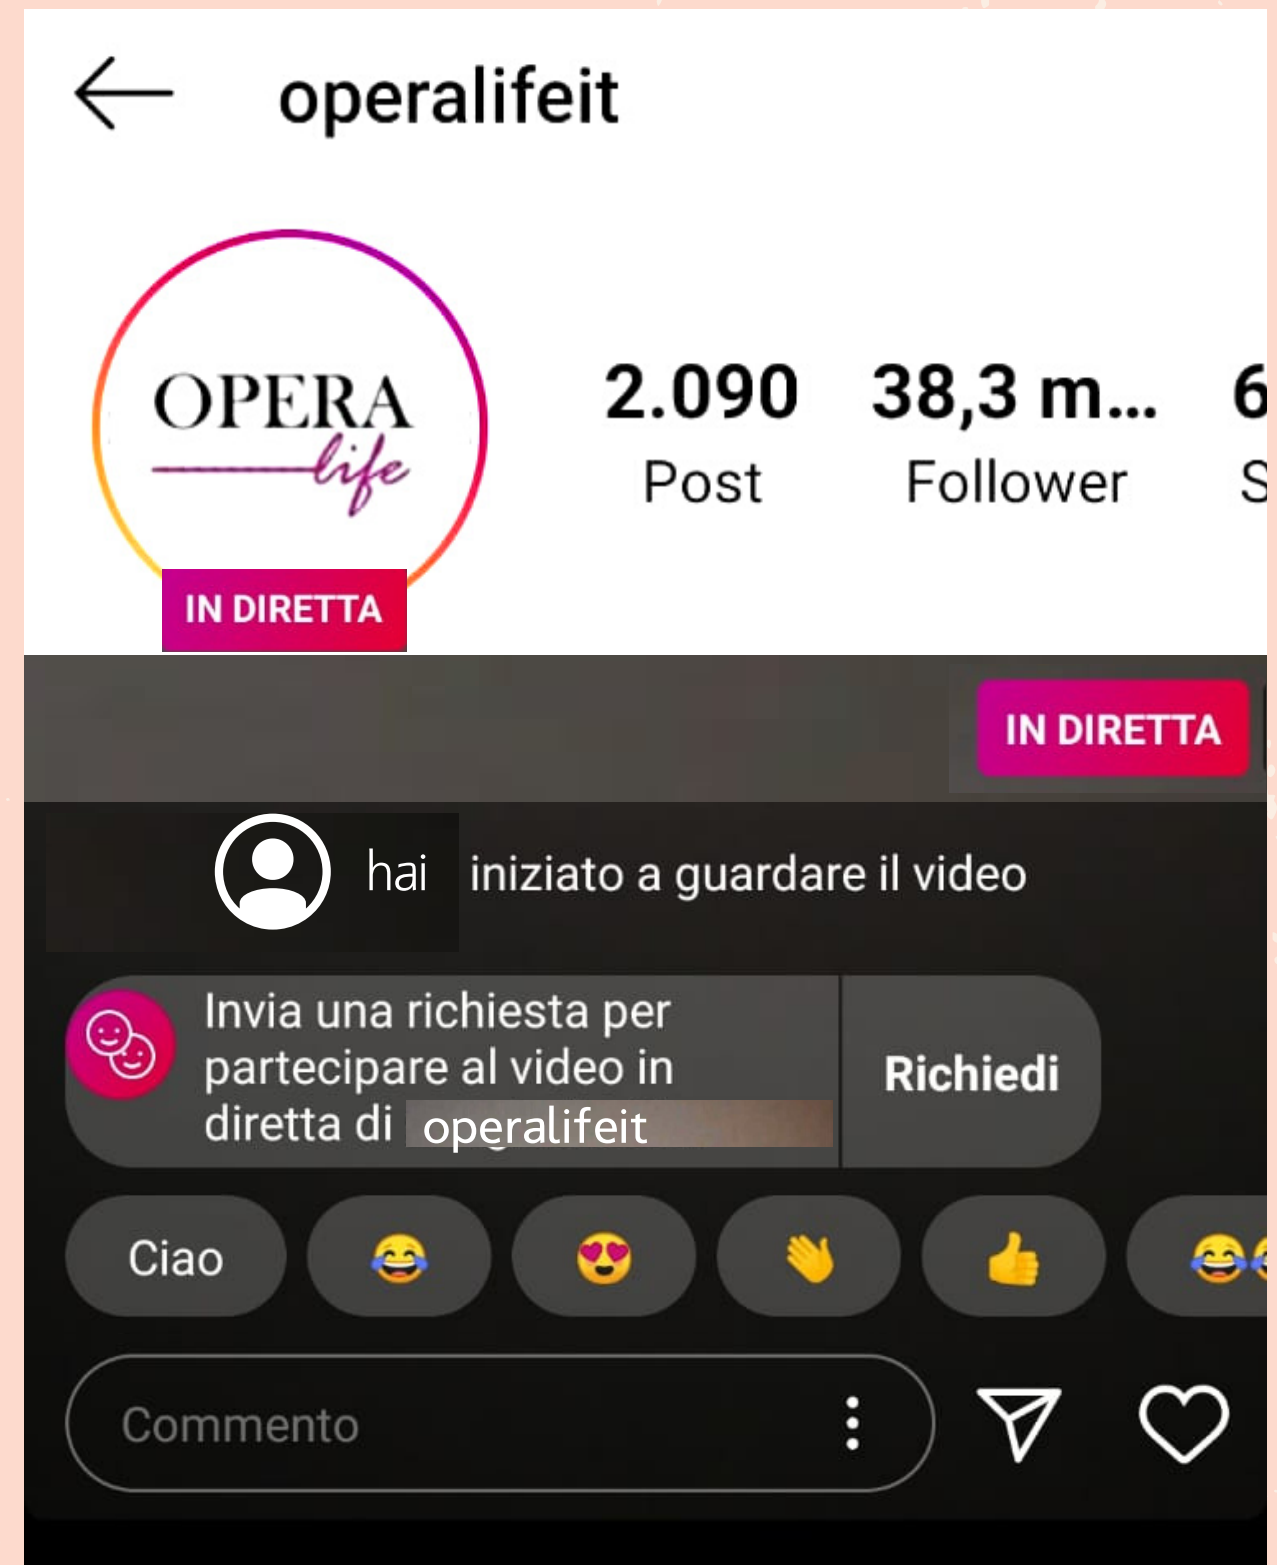 operalifeit
OPERA
life
2.090 38,3 m... 6
Post Follower S
IN DIRETTA
IN DIRETTA
hai iniziato a guardare il video
Invia una richiesta per
partecipare al video in
diretta di operalifeit
Richiedi
Ciao
Commento